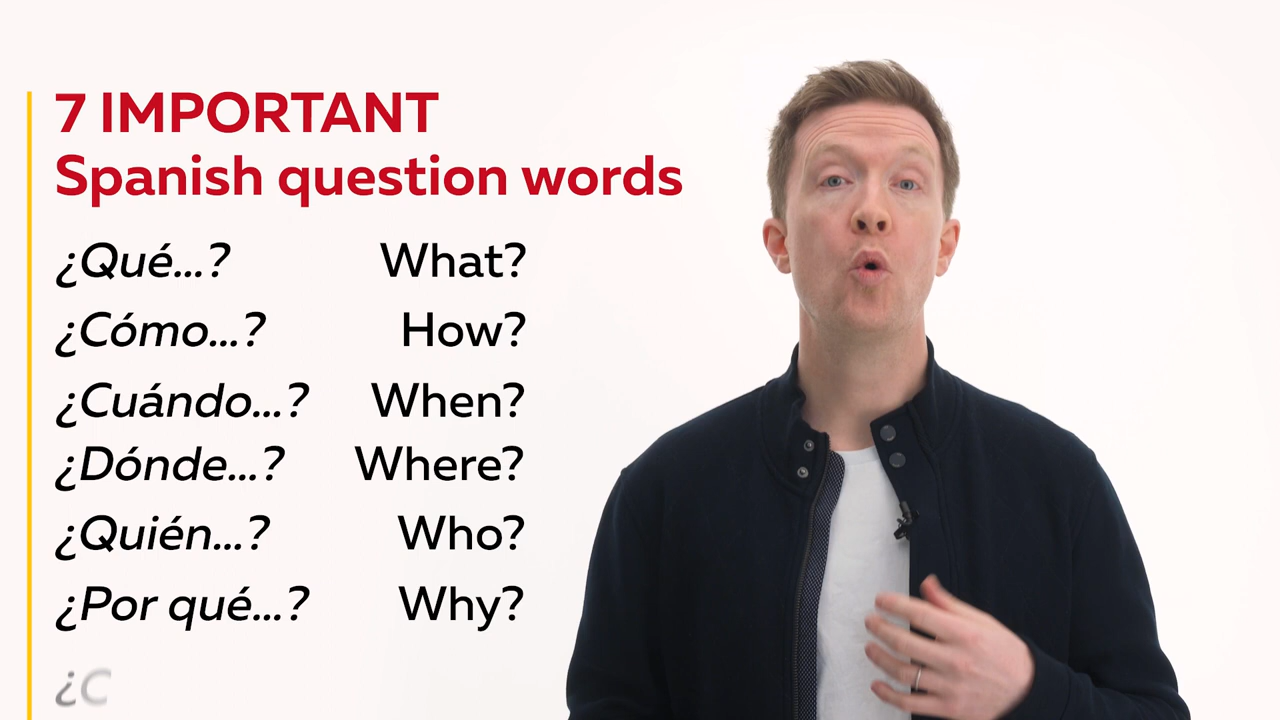 7 IMPORTANT
Spanish question words
¿Qué...? What?
¿Cómo...? How?
¿Cuándo...? When?
¿Dónde...? Where?
¿Quién...? Who?
¿Por qué...? Why?
¿C